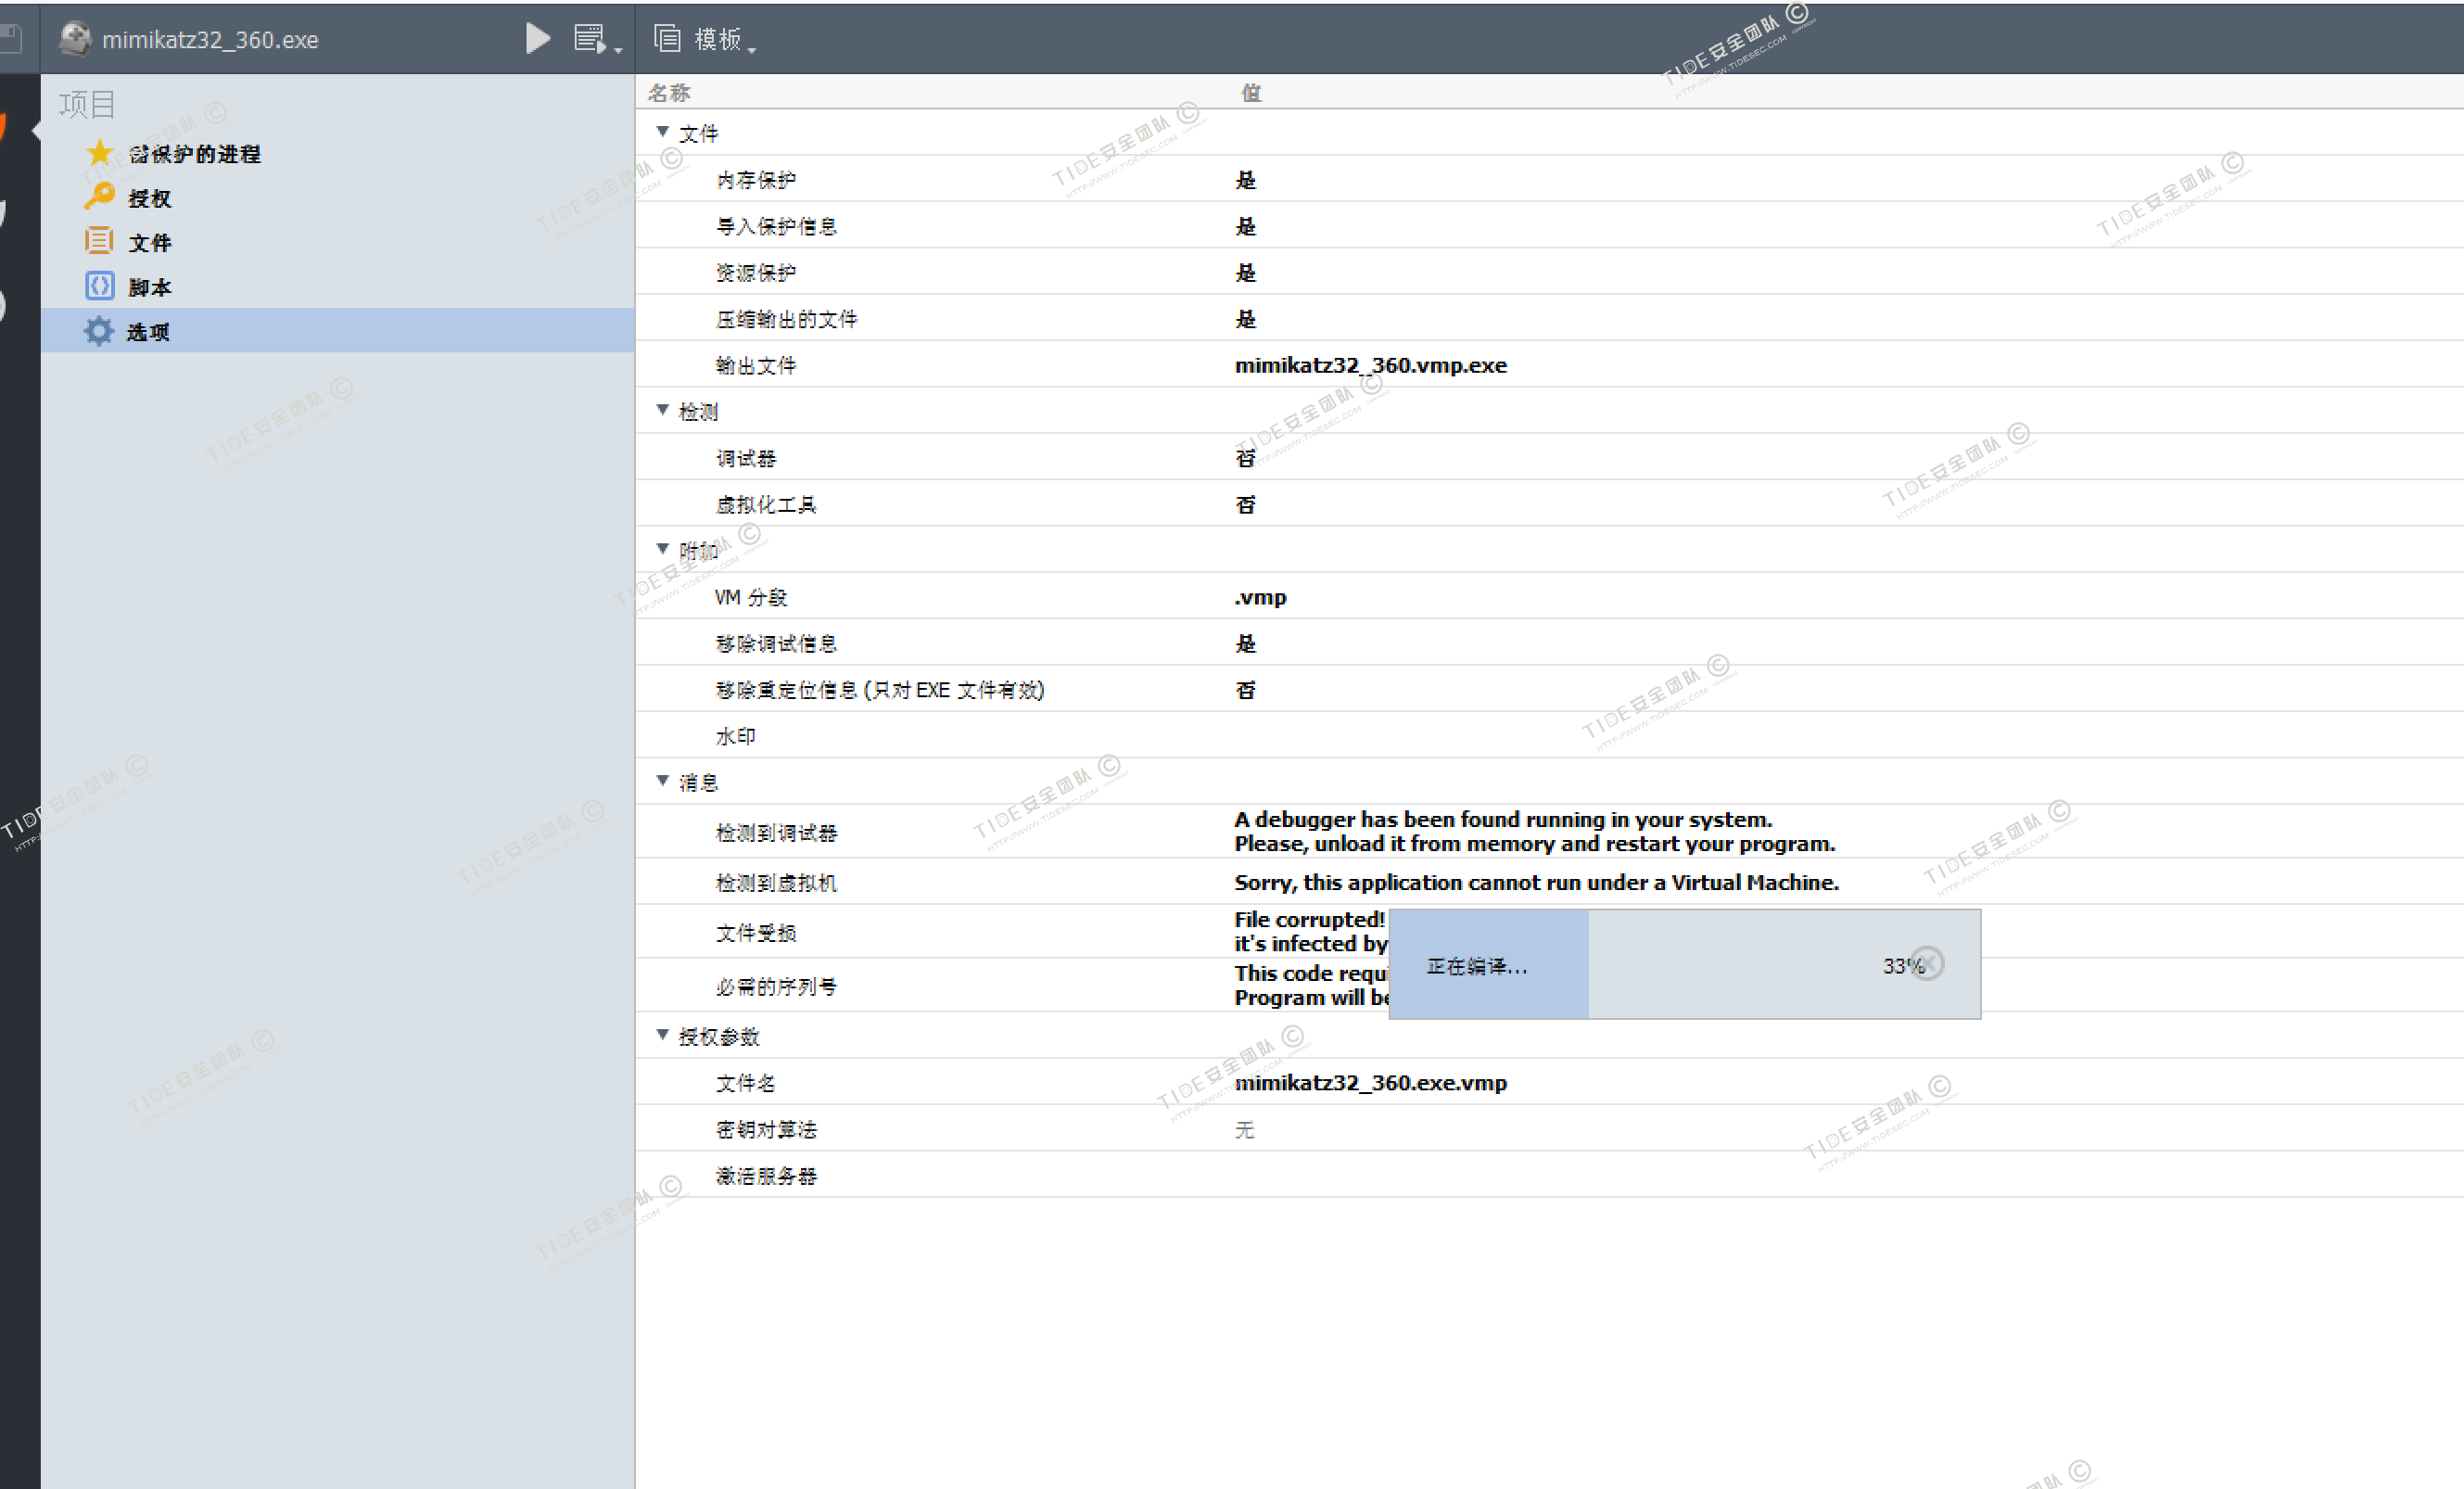 mimikatz32_360.exe
模板
项目
需保护的进程
授权
文件
脚本
选项
名称 值
文件
内存保护 是
导入保护信息 是
资源保护 是
压缩输出的文件 是
输出文件 mimikatz32_360.vmp.exe
检测
调试器 否
虚拟化工具 否
附加
VM 分段 .vmp
移除调试信息 是
移除重定位信息 (只对 EXE 文件有效) 否
水印
消息
检测到调试器 A debugger has been found running in your system.
Please, unload it from memory and restart your program.
检测到虚拟机 Sorry, this application cannot run under a Virtual Machine.
文件受损 File corrupted!
it's infected by
必需的序列号 This code requi
Program will be
正在编译... 33%
授权参数
文件名 mimikatz32_360.exe.vmp
密钥对算法 无
激活服务器
TIDE安全团队 ©
HTTP://WWW.TIDESEC.COM